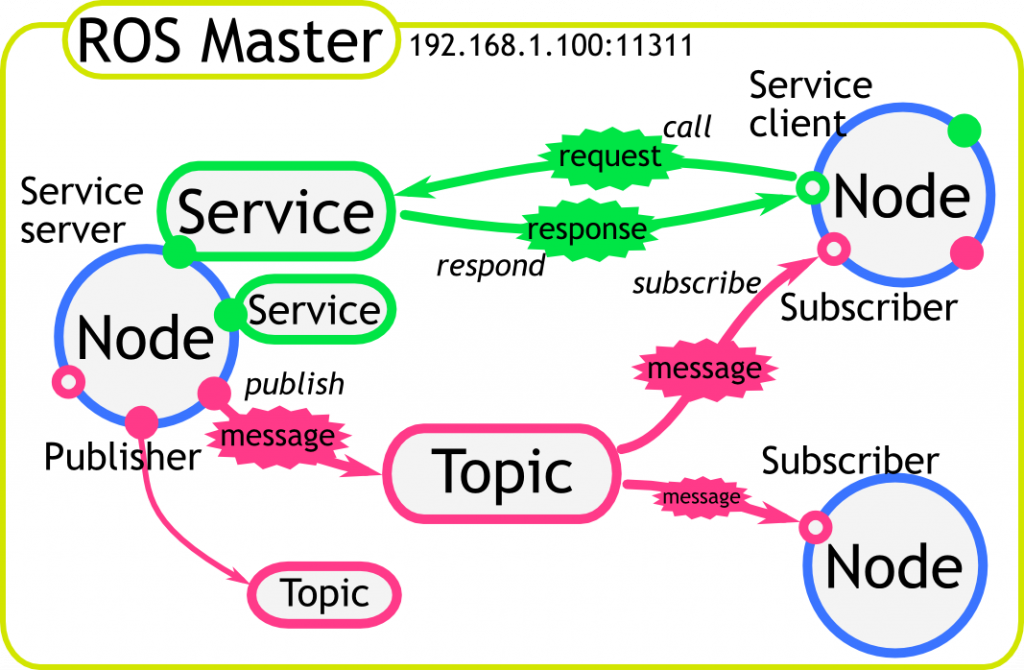 ROS Master
192.168.1.100:11311
Service
client
call
request
Service
server
Service
Node
response
respond
subscribe
Service
Subscriber
Node
message
publish
message
Publisher
Topic
Subscriber
message
Node
Topic